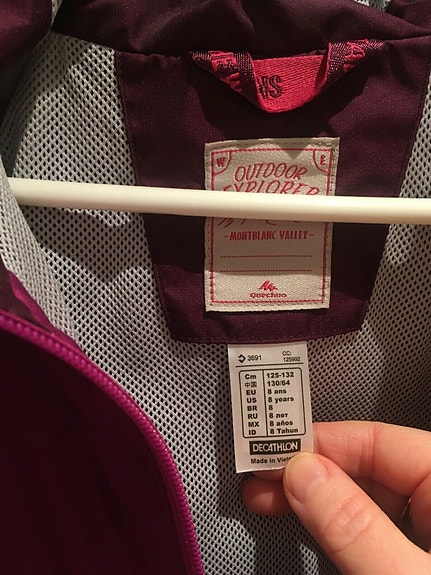 W E
OUTDOOR
EXPLORER
-MONTBLANC VALLEY-
Quechua
3691 CC:
125992
Cm 125-132
中国 130/64
EU 8 ans
US 8 years
BR 8
RU 8 лет
MX 8 años
ID 8 Tahun
DECATHLON
Made in